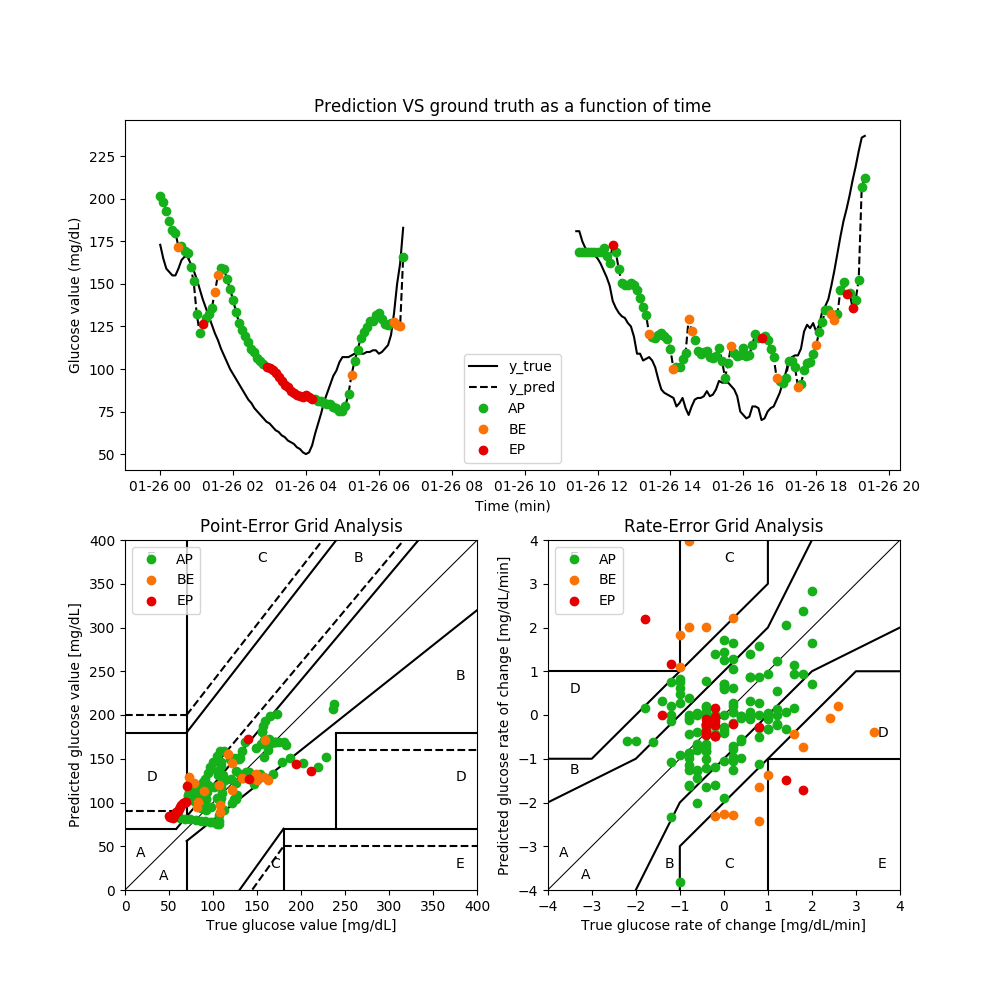 Prediction VS ground truth as a function of time
Glucose value (mg/dL)
225
200
175
150
125
100
75
50
y_true
y_pred
AP
BE
EP
01-26 00 01-26 02 01-26 04 01-26 06 01-26 08 01-26 10 01-26 12 01-26 14 01-26 16 01-26 18 01-26 20
Time (min)
Point-Error Grid Analysis
Predicted glucose value [mg/dL]
400
350
300
250
200
150
100
50
0
AP
BE
EP
C
B
B
D
D
A
A
C
E
0 50 100 150 200 250 300 350 400
True glucose value [mg/dL]
Rate-Error Grid Analysis
Predicted glucose rate of change [mg/dL/min]
4
3
2
1
0
−1
−2
−3
−4
AP
BE
EP
C
D
D
B
A
A
B
C
E
−4 −3 −2 −1 0 1 2 3 4
True glucose rate of change [mg/dL/min]